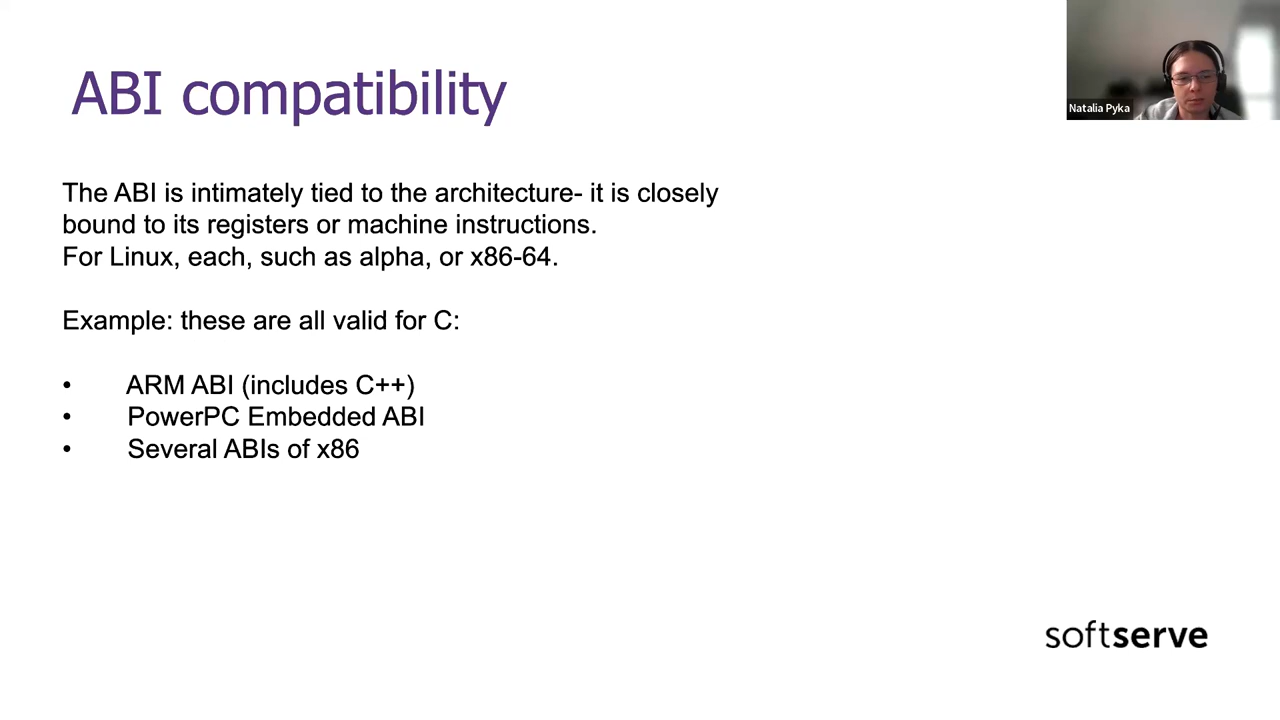 ABI compatibility
Natalia Pyka
The ABI is intimately tied to the architecture- it is closely
bound to its registers or machine instructions.
For Linux, each, such as alpha, or x86-64.
Example: these are all valid for C:
• ARM ABI (includes C++)
• PowerPC Embedded ABI
• Several ABIs of x86
softserve